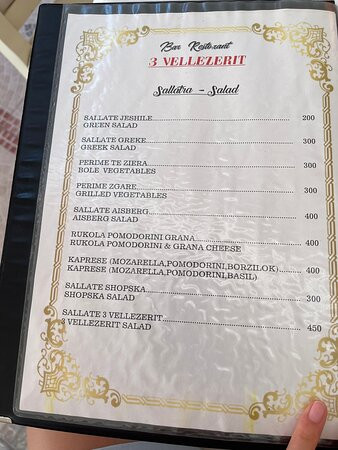 Bar Restorant
3 VELLEZERIT
Sallatra - Salad
SALLATE JESHILE 200
GREEN SALAD
SALLATE GREKE 300
GREEK SALAD
PERIME TE ZIERA 300
BOLE VEGETABLES
PERIME ZGARE 300
GRILLED VEGETABLES
SALLATE AISBERG 400
AISBERG SALAD
RUKOLA POMODORINI GRANA 400
RUKOLA POMODORINI & GRANA CHEESE
KAPRESE (MOZARELLA,POMODORINI,BORZILOK) 400
KAPRESE (MOZARELLA,POMODORINI,BASIL)
SALLATE SHOPSKA 300
SHOPSKA SALAD
SALLATE 3 VELLEZERIT 450
3 VELLEZERIT SALAD